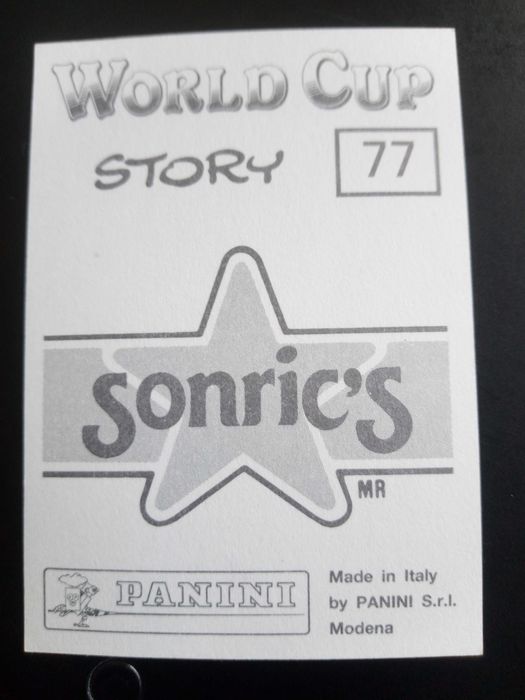 WORLD CUP
STORY
77
sonric's
MR
PANINI
Made in Italy
by PANINI S.r.l.
Modena